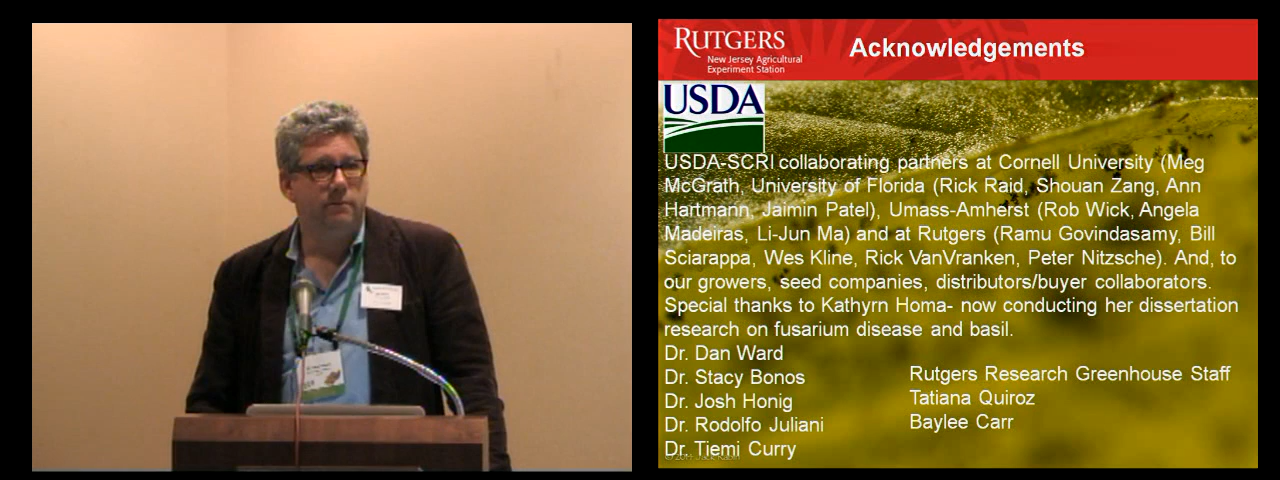 RUTGERS
New Jersey Agricultural
Experiment Station
Acknowledgements
USDA
USDA-SCRI collaborating partners at Cornell University (Meg
McGrath, University of Florida (Rick Raid, Shouan Zang, Ann
Hartmann, Jaimin Patel), Umass-Amherst (Rob Wick, Angela
Madeiras, Li-Jun Ma) and at Rutgers (Ramu Govindasamy, Bill
Sciarappa, Wes Kline, Rick VanVranken, Peter Nitzsche). And, to
our growers, seed companies, distributors/buyer collaborators.
Special thanks to Kathyrn Homa- now conducting her dissertation
research on fusarium disease and basil.
Dr. Dan Ward
Dr. Stacy Bonos
Dr. Josh Honig
Dr. Rodolfo Juliani
Dr. Tiemi Curry
Rutgers Research Greenhouse Staff
Tatiana Quiroz
Baylee Carr